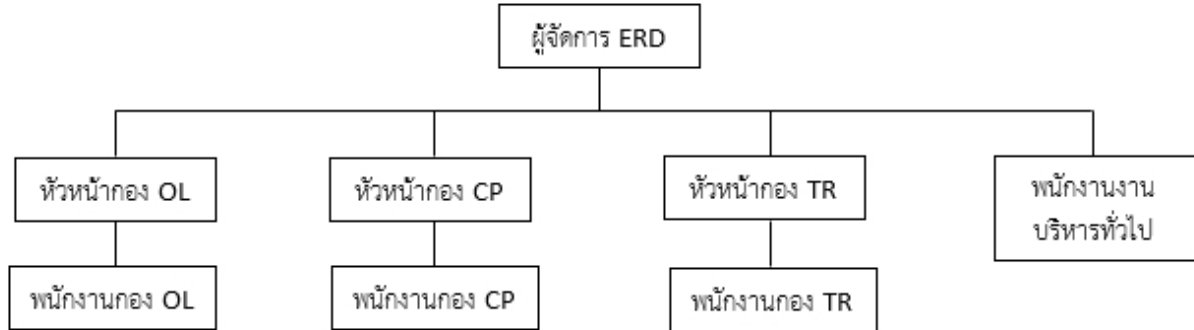 ผู้จัดการ ERD
หัวหน้ากอง OL
หัวหน้ากอง CP
หัวหน้ากอง TR
พนักงานงาน
บริหารทั่วไป
พนักงานกอง OL
พนักงานกอง CP
พนักงานกอง TR